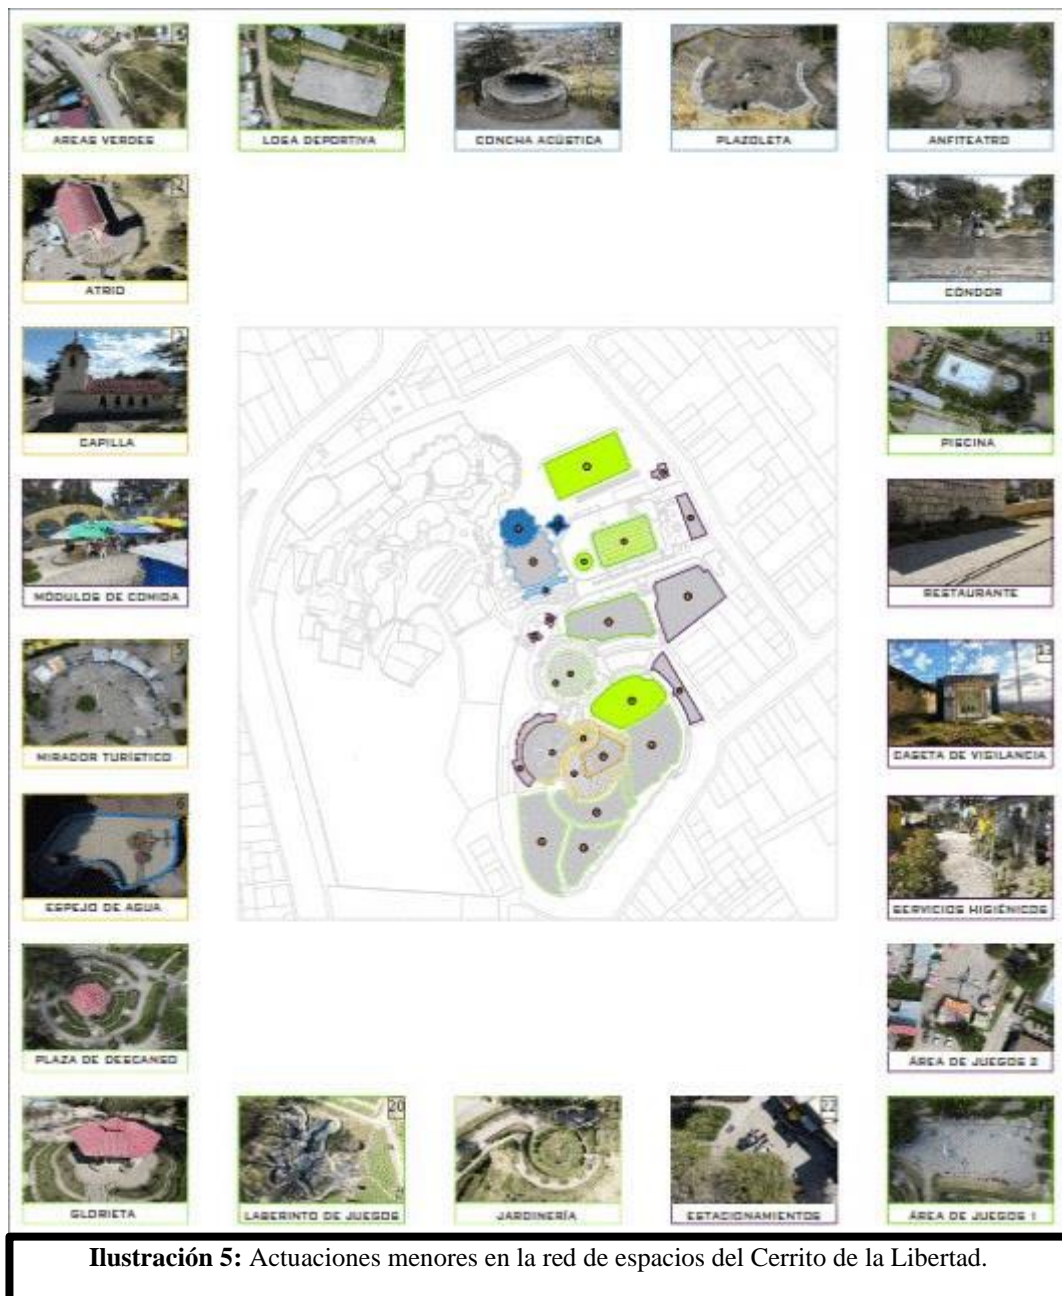 AREAS VERDES
LOSA DEPORTIVA
CONCHA ACÚSTICA
PLAZOLETA
ANFITEATRO
ATRIO
CÓNDOR
CAPILLA
PISCINA
MÓDULOS DE COMIDA
RESTAURANTE
MIRADOR TURÍSTICO
CASETA DE VIGILANCIA
ESPEJO DE AGUA
SERVICIOS HIGIÉNICOS
PLAZA DE DESCANSO
ÁREA DE JUEGOS 2
20
21
22
GLORIETA
LABERINTO DE JUEGOS
JARDINERÍA
ESTACIONAMIENTOS
ÁREA DE JUEGOS 1
Ilustración 5: Actuaciones menores en la red de espacios del Cerrito de la Libertad.